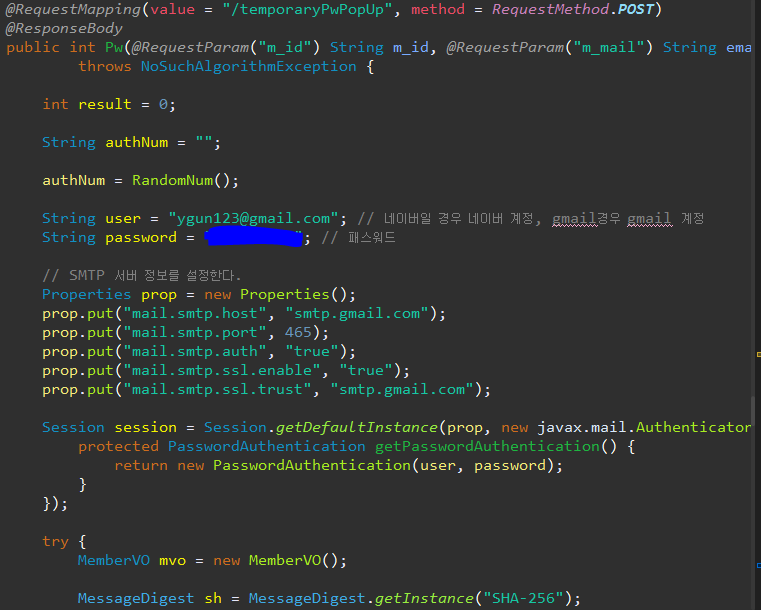 @RequestMapping(value = "/temporaryPwPopUp", method = RequestMethod.POST)
@ResponseBody
public int Pw(@RequestParam("m_id") String m_id, @RequestParam("m_mail") String ema
throws NoSuchAlgorithmException {
int result = 0;
String authNum = "";
authNum = RandomNum();
String user = "ygun123@gmail.com"; // 네이버일 경우 네이버 계정, gmail경우 gmail 계정
String password = "; // 패스워드
// SMTP 서버 정보를 설정한다.
Properties prop = new Properties();
prop.put("mail.smtp.host", "smtp.gmail.com");
prop.put("mail.smtp.port", 465);
prop.put("mail.smtp.auth", "true");
prop.put("mail.smtp.ssl.enable", "true");
prop.put("mail.smtp.ssl.trust", "smtp.gmail.com");
Session session = Session.getDefaultInstance(prop, new javax.mail.Authenticator
protected PasswordAuthentication getPasswordAuthentication() {
return new PasswordAuthentication(user, password);
}
});
try {
MemberVO mvo = new MemberVO();
MessageDigest sh = MessageDigest.getInstance("SHA-256");